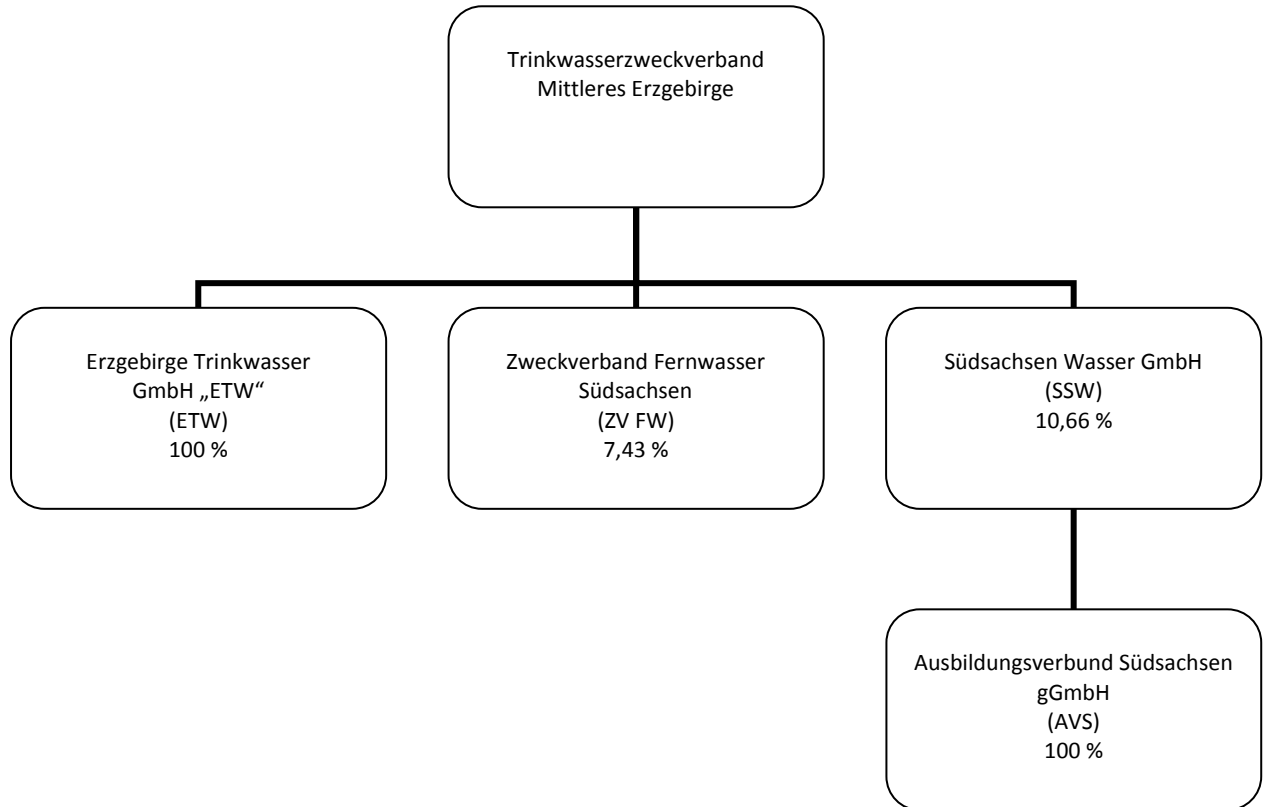 Trinkwasserzweckverband
Mittleres Erzgebirge
Erzgebirge Trinkwasser
GmbH „ETW“
(ETW)
100 %
Zweckverband Fernwasser
Südsachsen
(ZV FW)
7,43 %
Südsachsen Wasser GmbH
(SSW)
10,66 %
Ausbildungsverbund Südsachsen
gGmbH
(AVS)
100 %